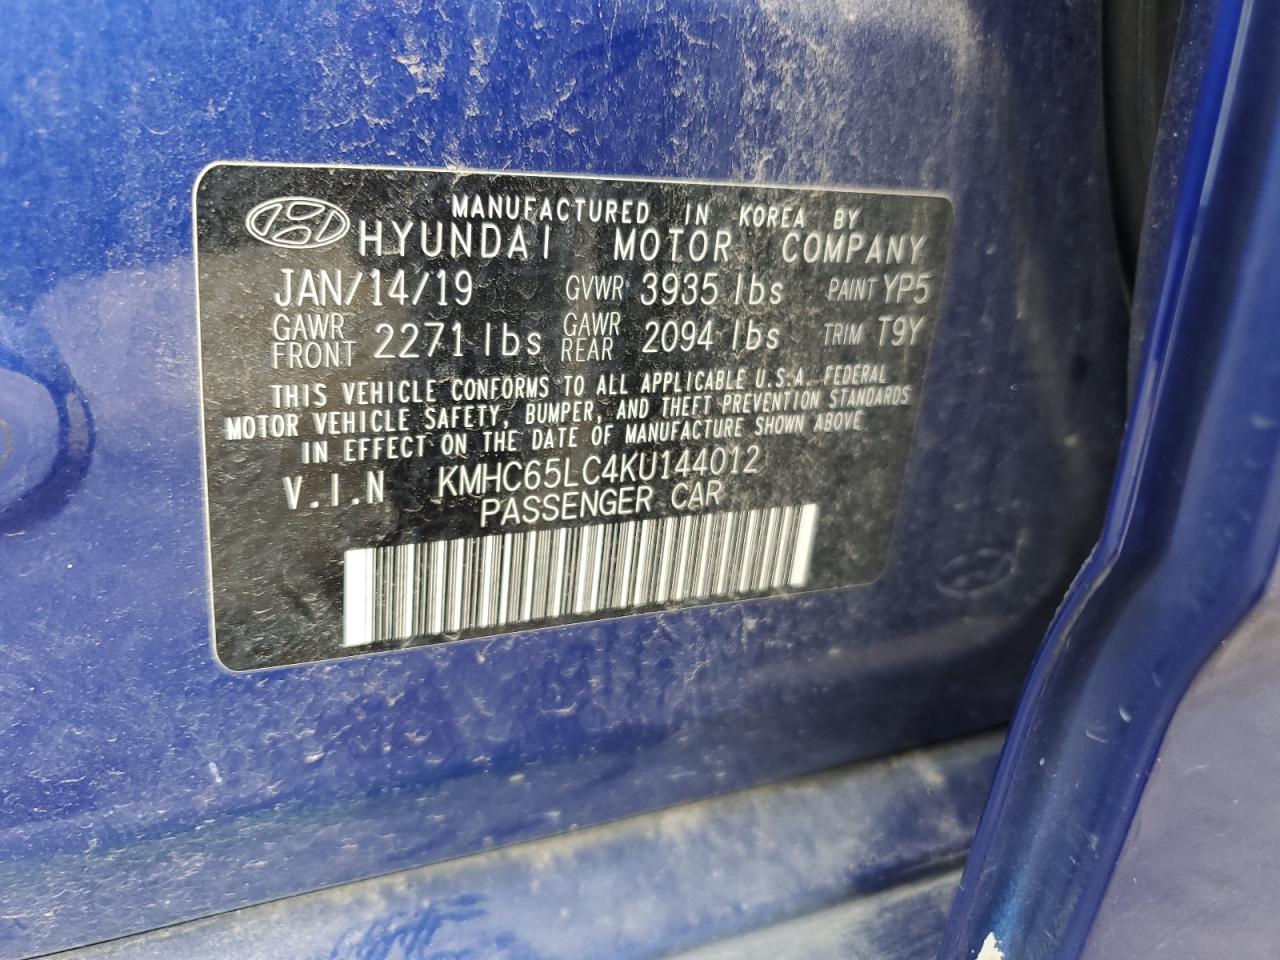 MANUFACTURED IN KOREA BY
HYUNDAI MOTOR COMPANY
JAN/14/19 GVWR 3935 lbs PAINT YP5
GAWR FRONT 2271 lbs GAWR REAR 2094 lbs TRIM T9Y
THIS VEHICLE CONFORMS TO ALL APPLICABLE U.S.A. FEDERAL
MOTOR VEHICLE SAFETY, BUMPER, AND THEFT PREVENTION STANDARDS
IN EFFECT ON THE DATE OF MANUFACTURE SHOWN ABOVE
V.I.N KMHC65LC4KU144012
PASSENGER CAR